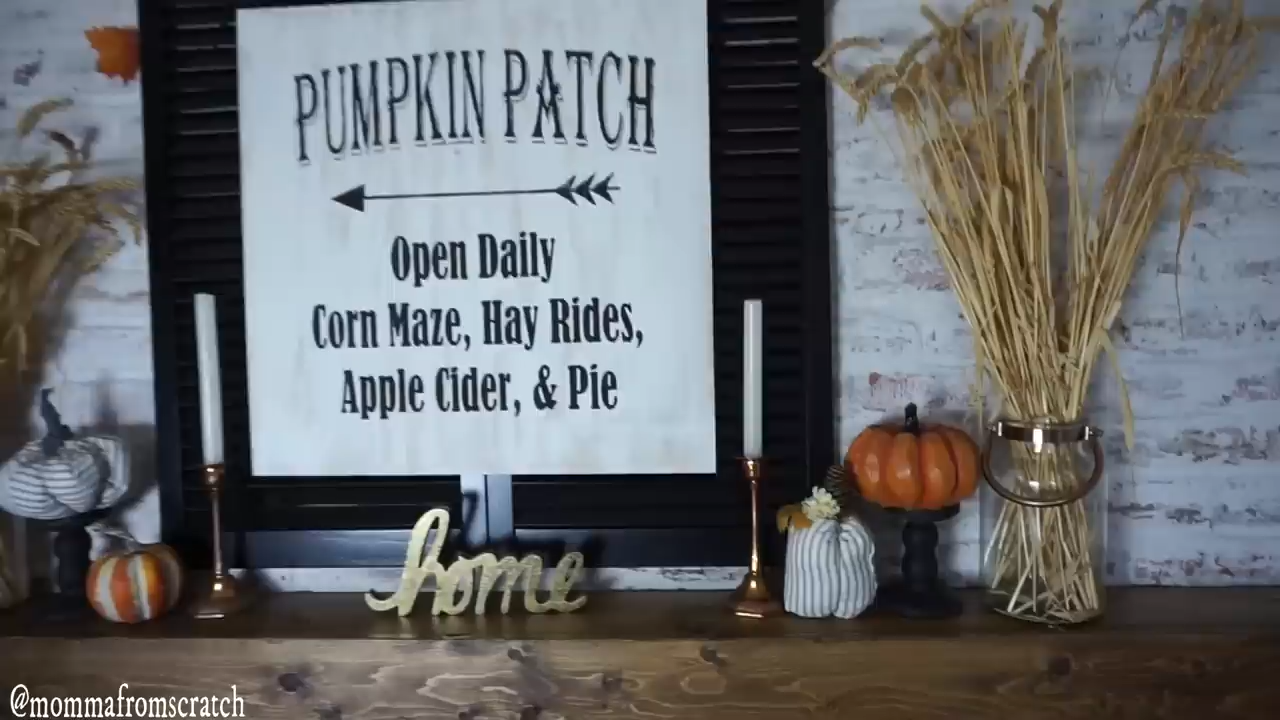 PUMPKIN PATCH
Open Daily
Corn Maze, Hay Rides,
Apple Cider, & Pie
home
@mommafromscratch